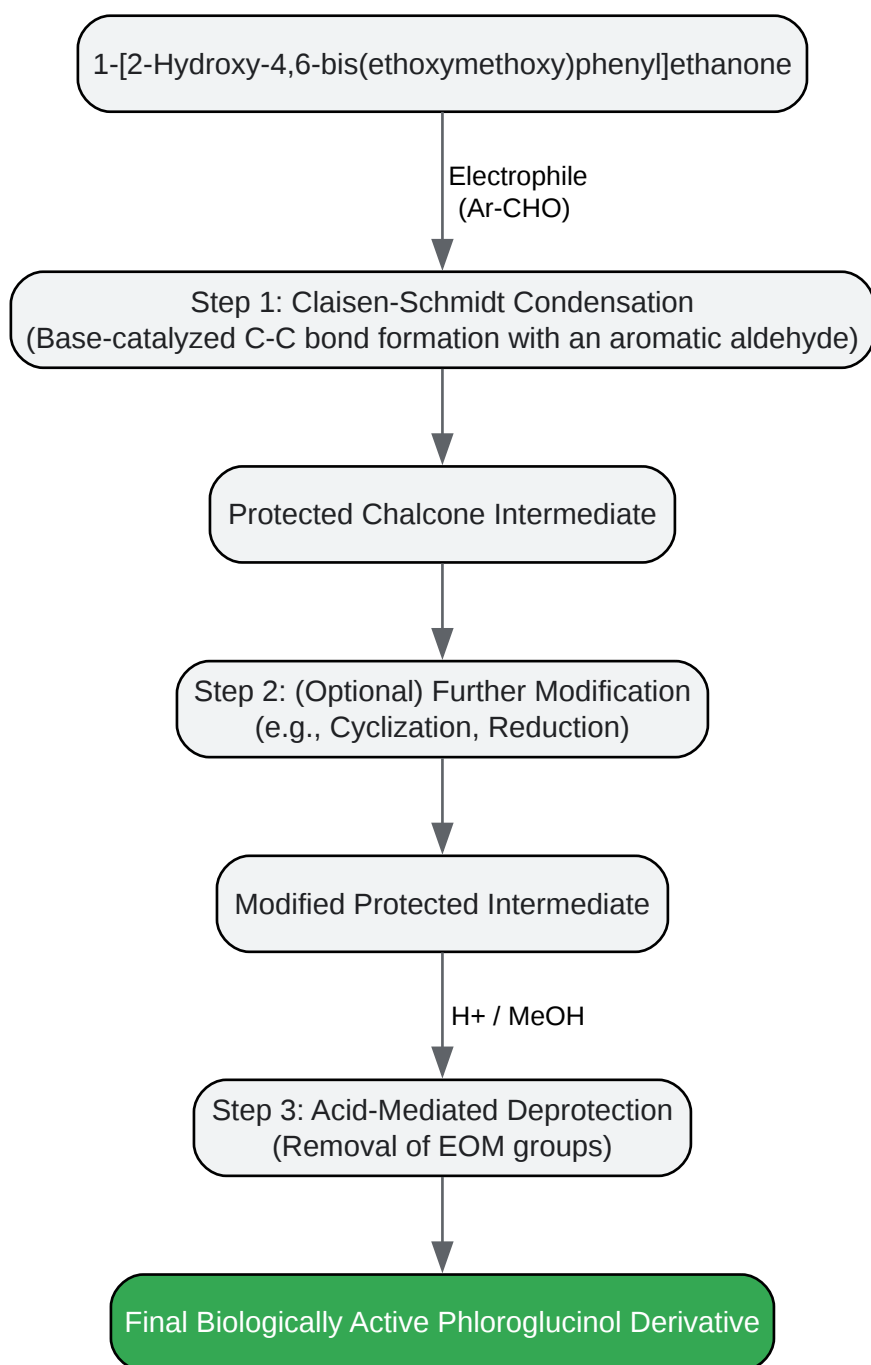 1-[2-Hydroxy-4,6-bis(ethoxymethoxy)phenyl]ethanone
Electrophile
(Ar-CHO)
Step 1: Claisen-Schmidt Condensation
(Base-catalyzed C-C bond formation with an aromatic aldehyde)
Protected Chalcone Intermediate
Step 2: (Optional) Further Modification
(e.g., Cyclization, Reduction)
Modified Protected Intermediate
H+ / MeOH
Step 3: Acid-Mediated Deprotection
(Removal of EOM groups)
Final Biologically Active Phloroglucinol Derivative